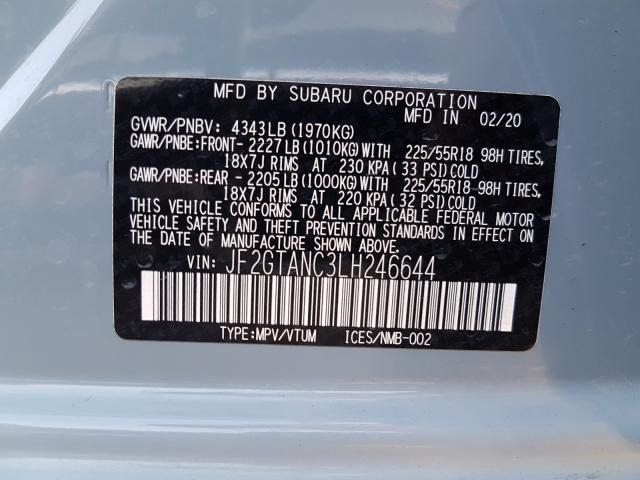 MFD BY SUBARU CORPORATION
MFD IN 02/20
GVWR/PNBV: 4343LB(1970KG)
GAWR/PNBE:FRONT- 2227LB(1010KG)WITH 225/55R18 98H TIRES,
18X7J RIMS AT 230 KPA( 33 PSI)COLD
GAWR/PNBE:REAR - 2205LB(1000KG)WITH 225/55R18 98H TIRES,
18X7J RIMS AT 220 KPA( 32 PSI)COLD
THIS VEHICLE CONFORMS TO ALL APPLICABLE FEDERAL MOTOR
VEHICLE SAFETY AND THEFT PREVENTION STANDARDS IN EFFECT
ON THE DATE OF MANUFACTURE SHOWN ABOVE.
VIN: JF2GTANC3LH246644
TYPE:MPV/VTUM ICES/NMB-002